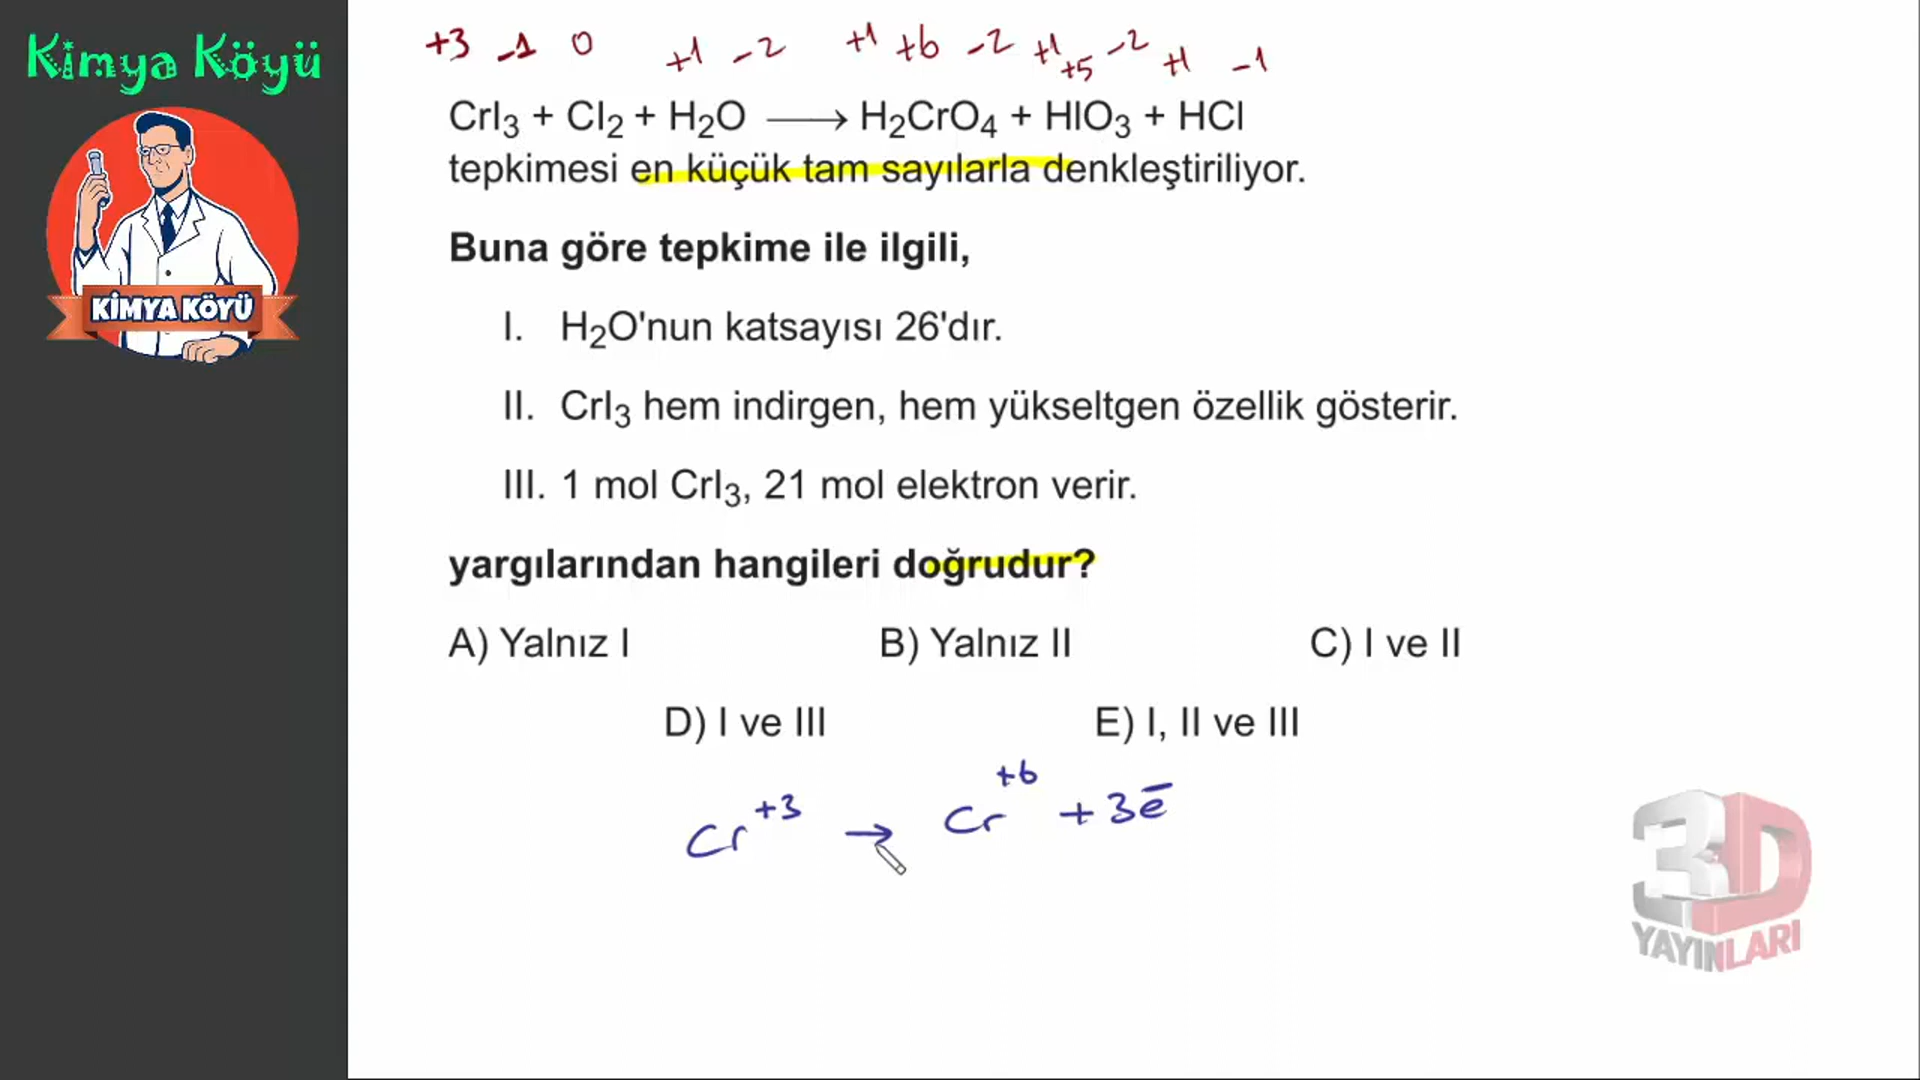 Kimya Köyü
KİMYA KÖYÜ
+3 -1 0 +1 -2 +1 +6 -2 +1 +5 -2 +1 -1
CrI3 + Cl2 + H2O ⟶ H2CrO4 + HIO3 + HCl
tepkimesi en küçük tam sayılarla denkleştiriliyor.
Buna göre tepkime ile ilgili,
I. H2O'nun katsayısı 26'dır.
II. CrI3 hem indirgen, hem yükseltgen özellik gösterir.
III. 1 mol CrI3, 21 mol elektron verir.
yargılarından hangileri doğrudur?
A) Yalnız I B) Yalnız II C) I ve II
D) I ve III E) I, II ve III
Cr+3 → Cr+6 + 3e-
3D
YAYINLARI